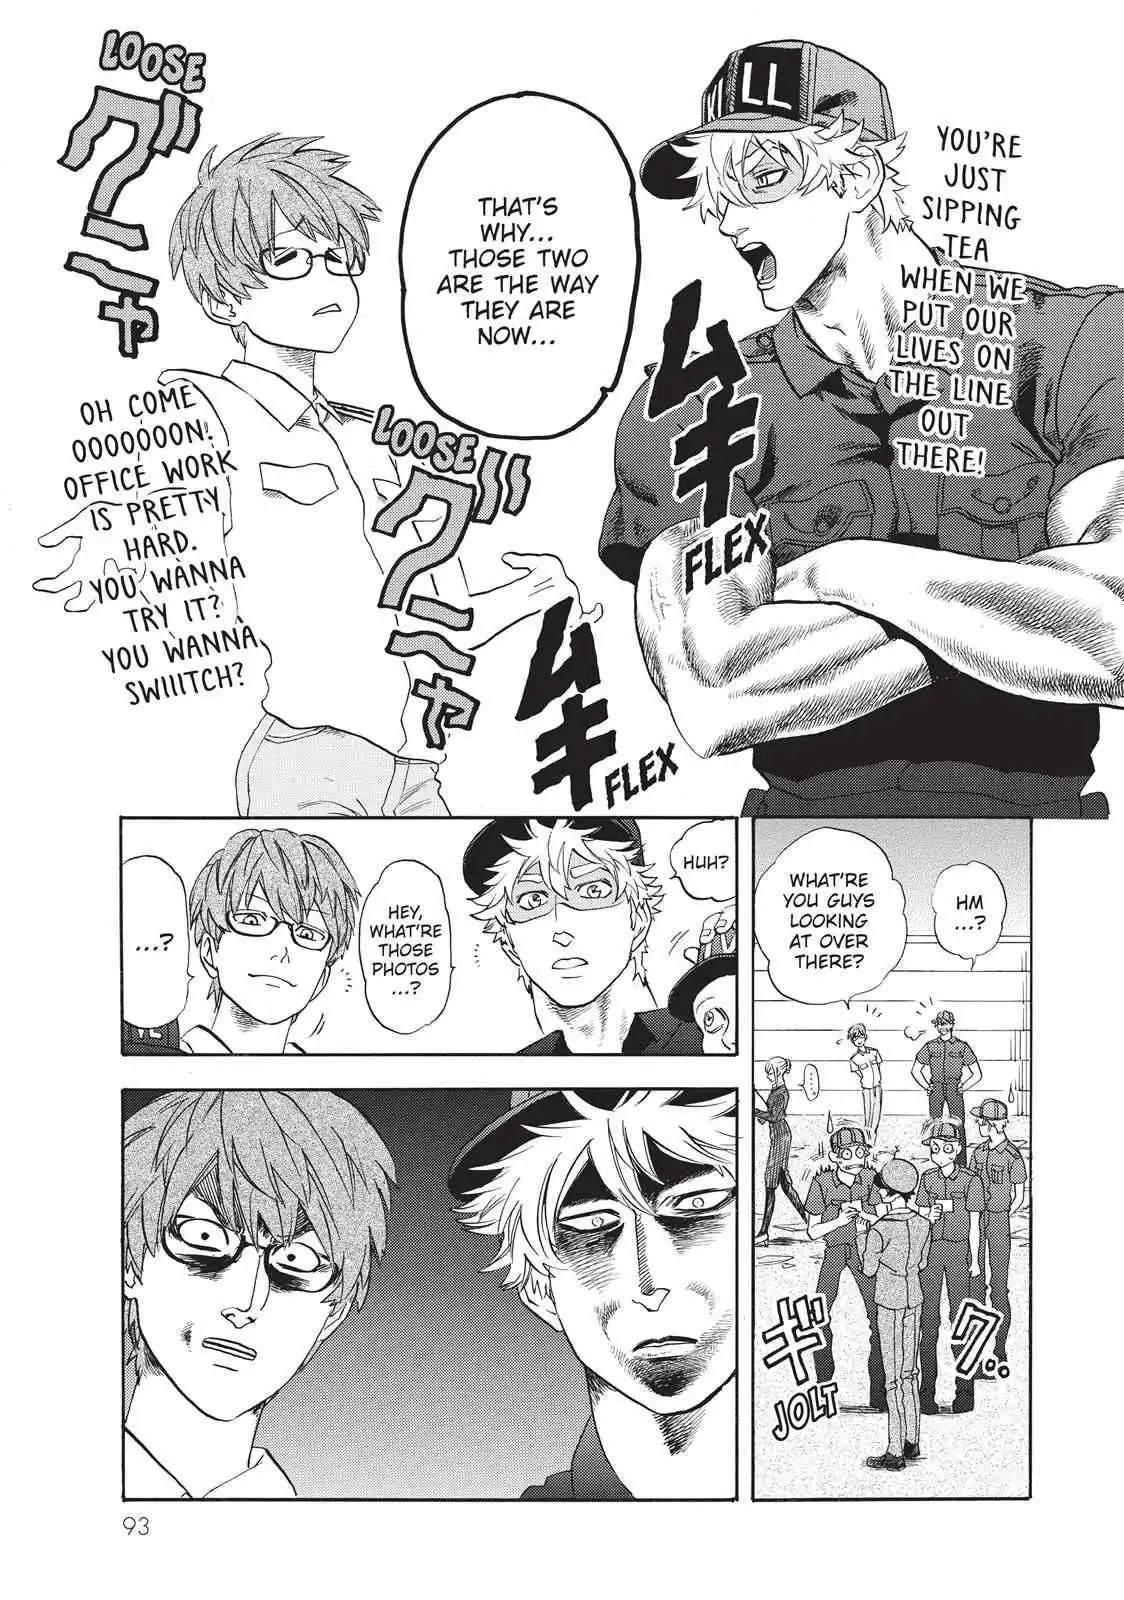 KILL
YOU'RE
JUST
SIPPING
TEA
WHEN WE
PUT OUR
LIVES ON
THE LINE
OUT
THERE!
ムキ
FLEX
ムキ
FLEX
THAT'S
WHY...
THOSE TWO
ARE THE WAY
THEY ARE
NOW...
LOOSE
グニャ
LOOSE
グニャ
OH COME
OOOOOOON!
OFFICE WORK
IS PRETTY
HARD.
YOU WANNA
TRY IT?
YOU WANNA
SWIIITCH?
HM
...?
WHAT'RE
YOU GUYS
LOOKING
AT OVER
THERE?
ギ
ク。。
JOLT
HUH?
HEY,
WHAT'RE
THOSE
PHOTOS
...?
...?
93